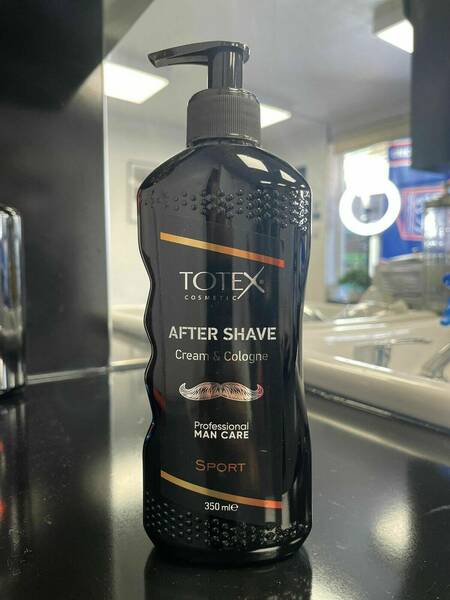 TOTEX
COSMETIC
AFTER SHAVE
Cream & Cologne
Professional
MAN CARE
SPORT
350 ml℮